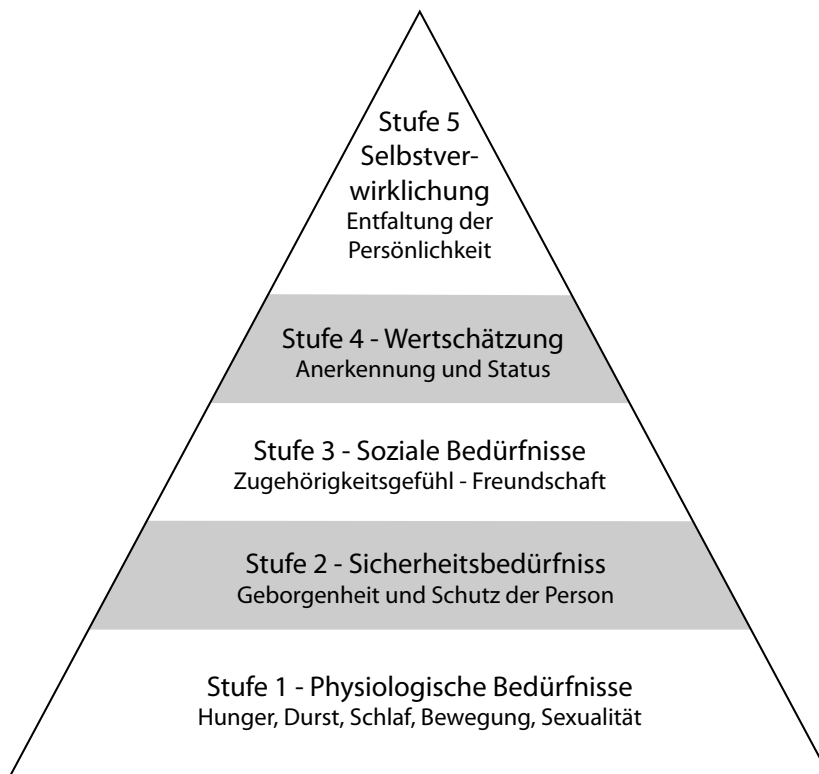 Stufe 5
Selbstver-
wirklichung
Entfaltung der
Persönlichkeit
Stufe 4 - Wertschätzung
Anerkennung und Status
Stufe 3 - Soziale Bedürfnisse
Zugehörigkeitsgefühl - Freundschaft
Stufe 2 - Sicherheitsbedürfniss
Geborgenheit und Schutz der Person
Stufe 1 - Physiologische Bedürfnisse
Hunger, Durst, Schlaf, Bewegung, Sexualität